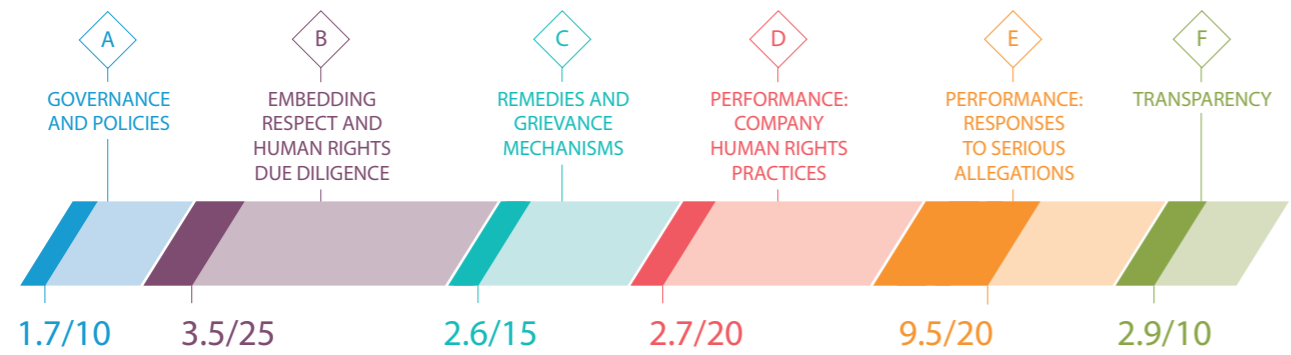 A
GOVERNANCE
AND POLICIES
B
EMBEDDING
RESPECT AND
HUMAN RIGHTS
DUE DILIGENCE
C
REMEDIES AND
GRIEVANCE
MECHANISMS
D
PERFORMANCE:
COMPANY
HUMAN RIGHTS
PRACTICES
E
PERFORMANCE:
RESPONSES
TO SERIOUS
ALLEGATIONS
F
TRANSPARENCY
1.7/10
3.5/25
2.6/15
2.7/20
9.5/20
2.9/10